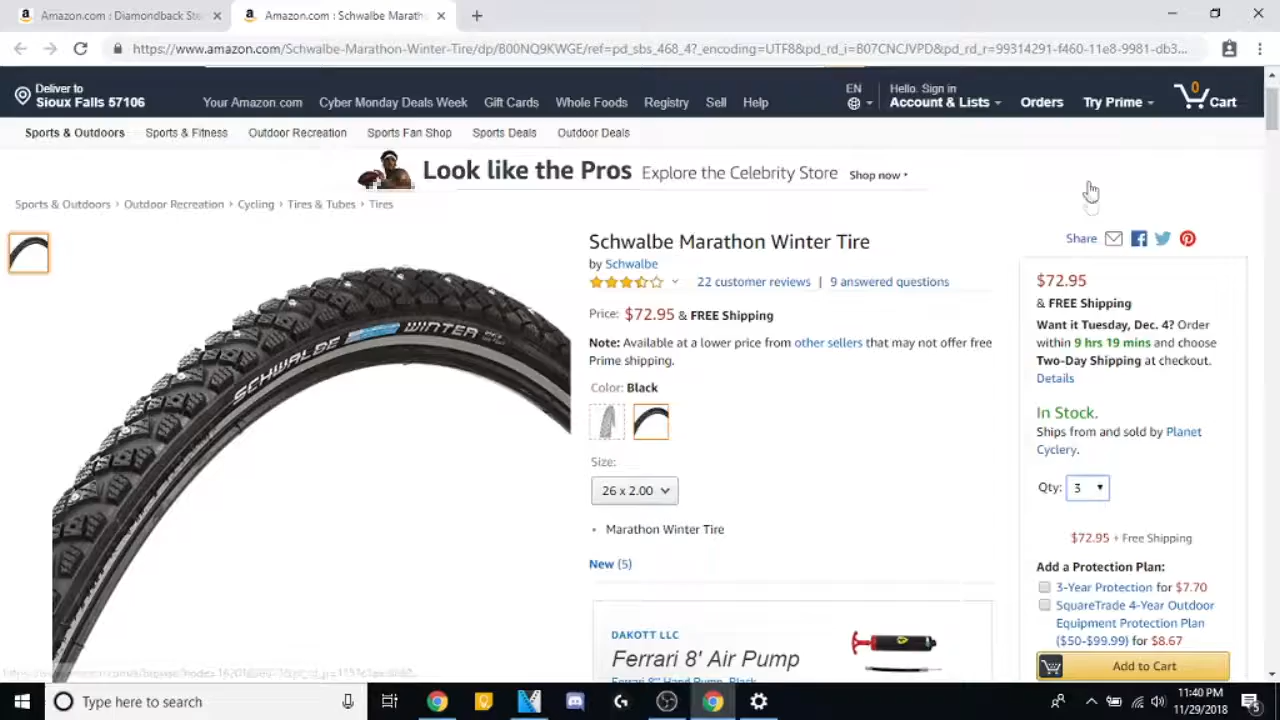 Amazon.com : Diamondback
Amazon.com : Schwalbe Marath
https://www.amazon.com/Schwalbe-Marathon-Winter-Tire/dp/B00NQ9KWGE/ref=pd_sbs_468_4?_encoding=UTF8&pd_rd_i=B07CNCJVPD&pd_rd_r=99314291-f460-11e8-9981-db3...
Deliver to
Sioux Falls 57106
Your Amazon.com Cyber Monday Deals Week Gift Cards Whole Foods Registry Sell Help
EN
Hello. Sign in
Account & Lists
Orders
Try Prime
0
Cart
Sports & Outdoors Sports & Fitness Outdoor Recreation Sports Fan Shop Sports Deals Outdoor Deals
Look like the Pros Explore the Celebrity Store Shop now
Sports & Outdoors › Outdoor Recreation › Cycling › Tires & Tubes › Tires
SCHWALBE WINTER
Schwalbe Marathon Winter Tire
by Schwalbe
22 customer reviews | 9 answered questions
Price: $72.95 & FREE Shipping
Note: Available at a lower price from other sellers that may not offer free
Prime shipping.
Color: Black
Size:
26 x 2.00
Marathon Winter Tire
New (5)
DAKOTT LLC
Ferrari 8' Air Pump
Ferrari 8" Hand Pump, Black
Share
$72.95
& FREE Shipping
Want it Tuesday, Dec. 4? Order
within 9 hrs 19 mins and choose
Two-Day Shipping at checkout.
Details
In Stock.
Ships from and sold by Planet
Cyclery.
Qty: 3
$72.95 + Free Shipping
Add a Protection Plan:
3-Year Protection for $7.70
SquareTrade 4-Year Outdoor
Equipment Protection Plan
($50-$99.99) for $8.67
Add to Cart
Type here to search
11:40 PM
11/29/2018